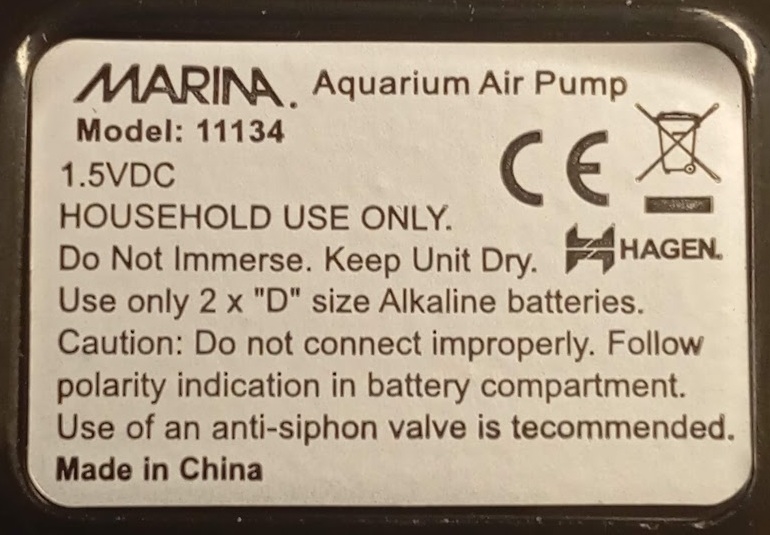 MARINA. Aquarium Air Pump
Model: 11134
1.5VDC
CE
HOUSEHOLD USE ONLY.
Do Not Immerse. Keep Unit Dry.
HAGEN.
Use only 2 x "D" size Alkaline batteries.
Caution: Do not connect improperly. Follow
polarity indication in battery compartment.
Use of an anti-siphon valve is tecommended.
Made in China